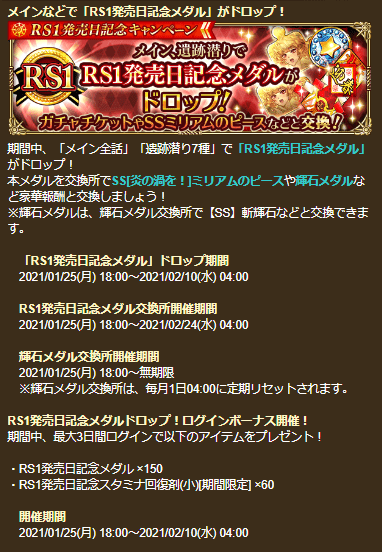 メインなどで「RS1発売日記念メダル」がドロップ！
RS1発売日記念キャンペーン
メイン、遺跡潜りで
RS1
RS1発売日記念メダルが
ドロップ!
ガチャチケットやSSミリアムのピースなどと交換!
期間中、「メイン全話」「遺跡潜り7種」で「RS1発売日記念メダル」
がドロップ！
本メダルを交換所でSS[炎の渦を！]ミリアムのピースや輝石メダルな
ど豪華報酬と交換しましょう！
※輝石メダルは、輝石メダル交換所で【SS】斬輝石などと交換できま
す。
「RS1発売日記念メダル」ドロップ期間
2021/01/25(月) 18:00～2021/02/10(水) 04:00
RS1発売日記念メダル交換所開催期間
2021/01/25(月) 18:00～2021/02/24(水) 04:00
輝石メダル交換所開催期間
2021/01/25(月) 18:00～無期限
※輝石メダル交換所は、毎月1日04:00に定期リセットされます。
RS1発売日記念メダルドロップ！ログインボーナス開催！
期間中、最大3日間ログインで以下のアイテムをプレゼント！
・RS1発売日記念メダル ×150
・RS1発売日記念スタミナ回復剤(小)[期間限定] ×60
開催期間
2021/01/25(月) 18:00～2021/02/10(水) 04:00